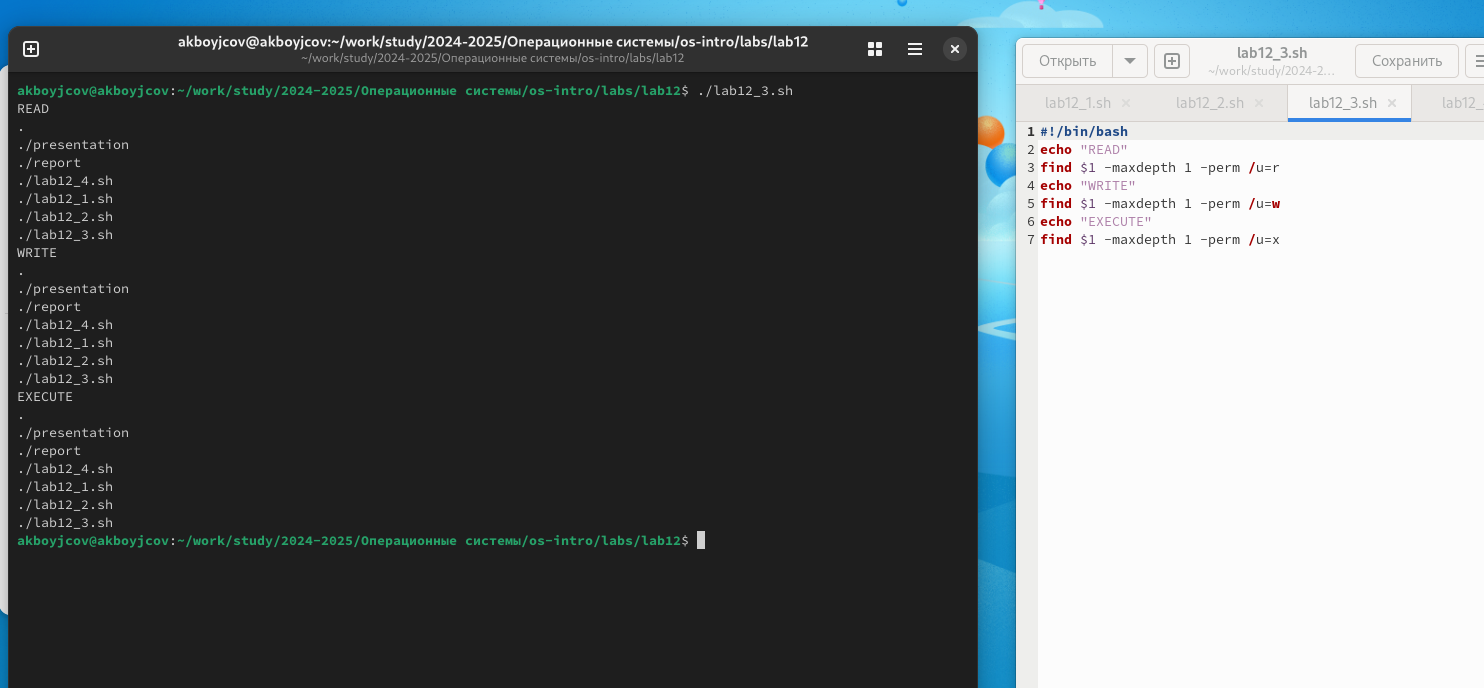 akboyjcov@akboyjcov:~/work/study/2024-2025/Операционные системы/os-intro/labs/lab12
~/work/study/2024-2025/Операционные системы/os-intro/labs/lab12
akboyjcov@akboyjcov:~/work/study/2024-2025/Операционные системы/os-intro/labs/lab12$ ./lab12_3.sh
READ
.
./presentation
./report
./lab12_4.sh
./lab12_1.sh
./lab12_2.sh
./lab12_3.sh
WRITE
.
./presentation
./report
./lab12_4.sh
./lab12_1.sh
./lab12_2.sh
./lab12_3.sh
EXECUTE
.
./presentation
./report
./lab12_4.sh
./lab12_1.sh
./lab12_2.sh
./lab12_3.sh
akboyjcov@akboyjcov:~/work/study/2024-2025/Операционные системы/os-intro/labs/lab12$
Открыть
lab12_3.sh
~/work/study/2024-2...
Сохранить
lab12_1.sh
lab12_2.sh
lab12_3.sh
lab12_
1 #!/bin/bash
2 echo "READ"
3 find $1 -maxdepth 1 -perm /u=r
4 echo "WRITE"
5 find $1 -maxdepth 1 -perm /u=w
6 echo "EXECUTE"
7 find $1 -maxdepth 1 -perm /u=x